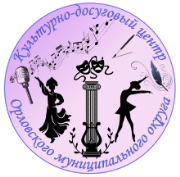 Культурно-досуговый центр
Орловского муниципального округа